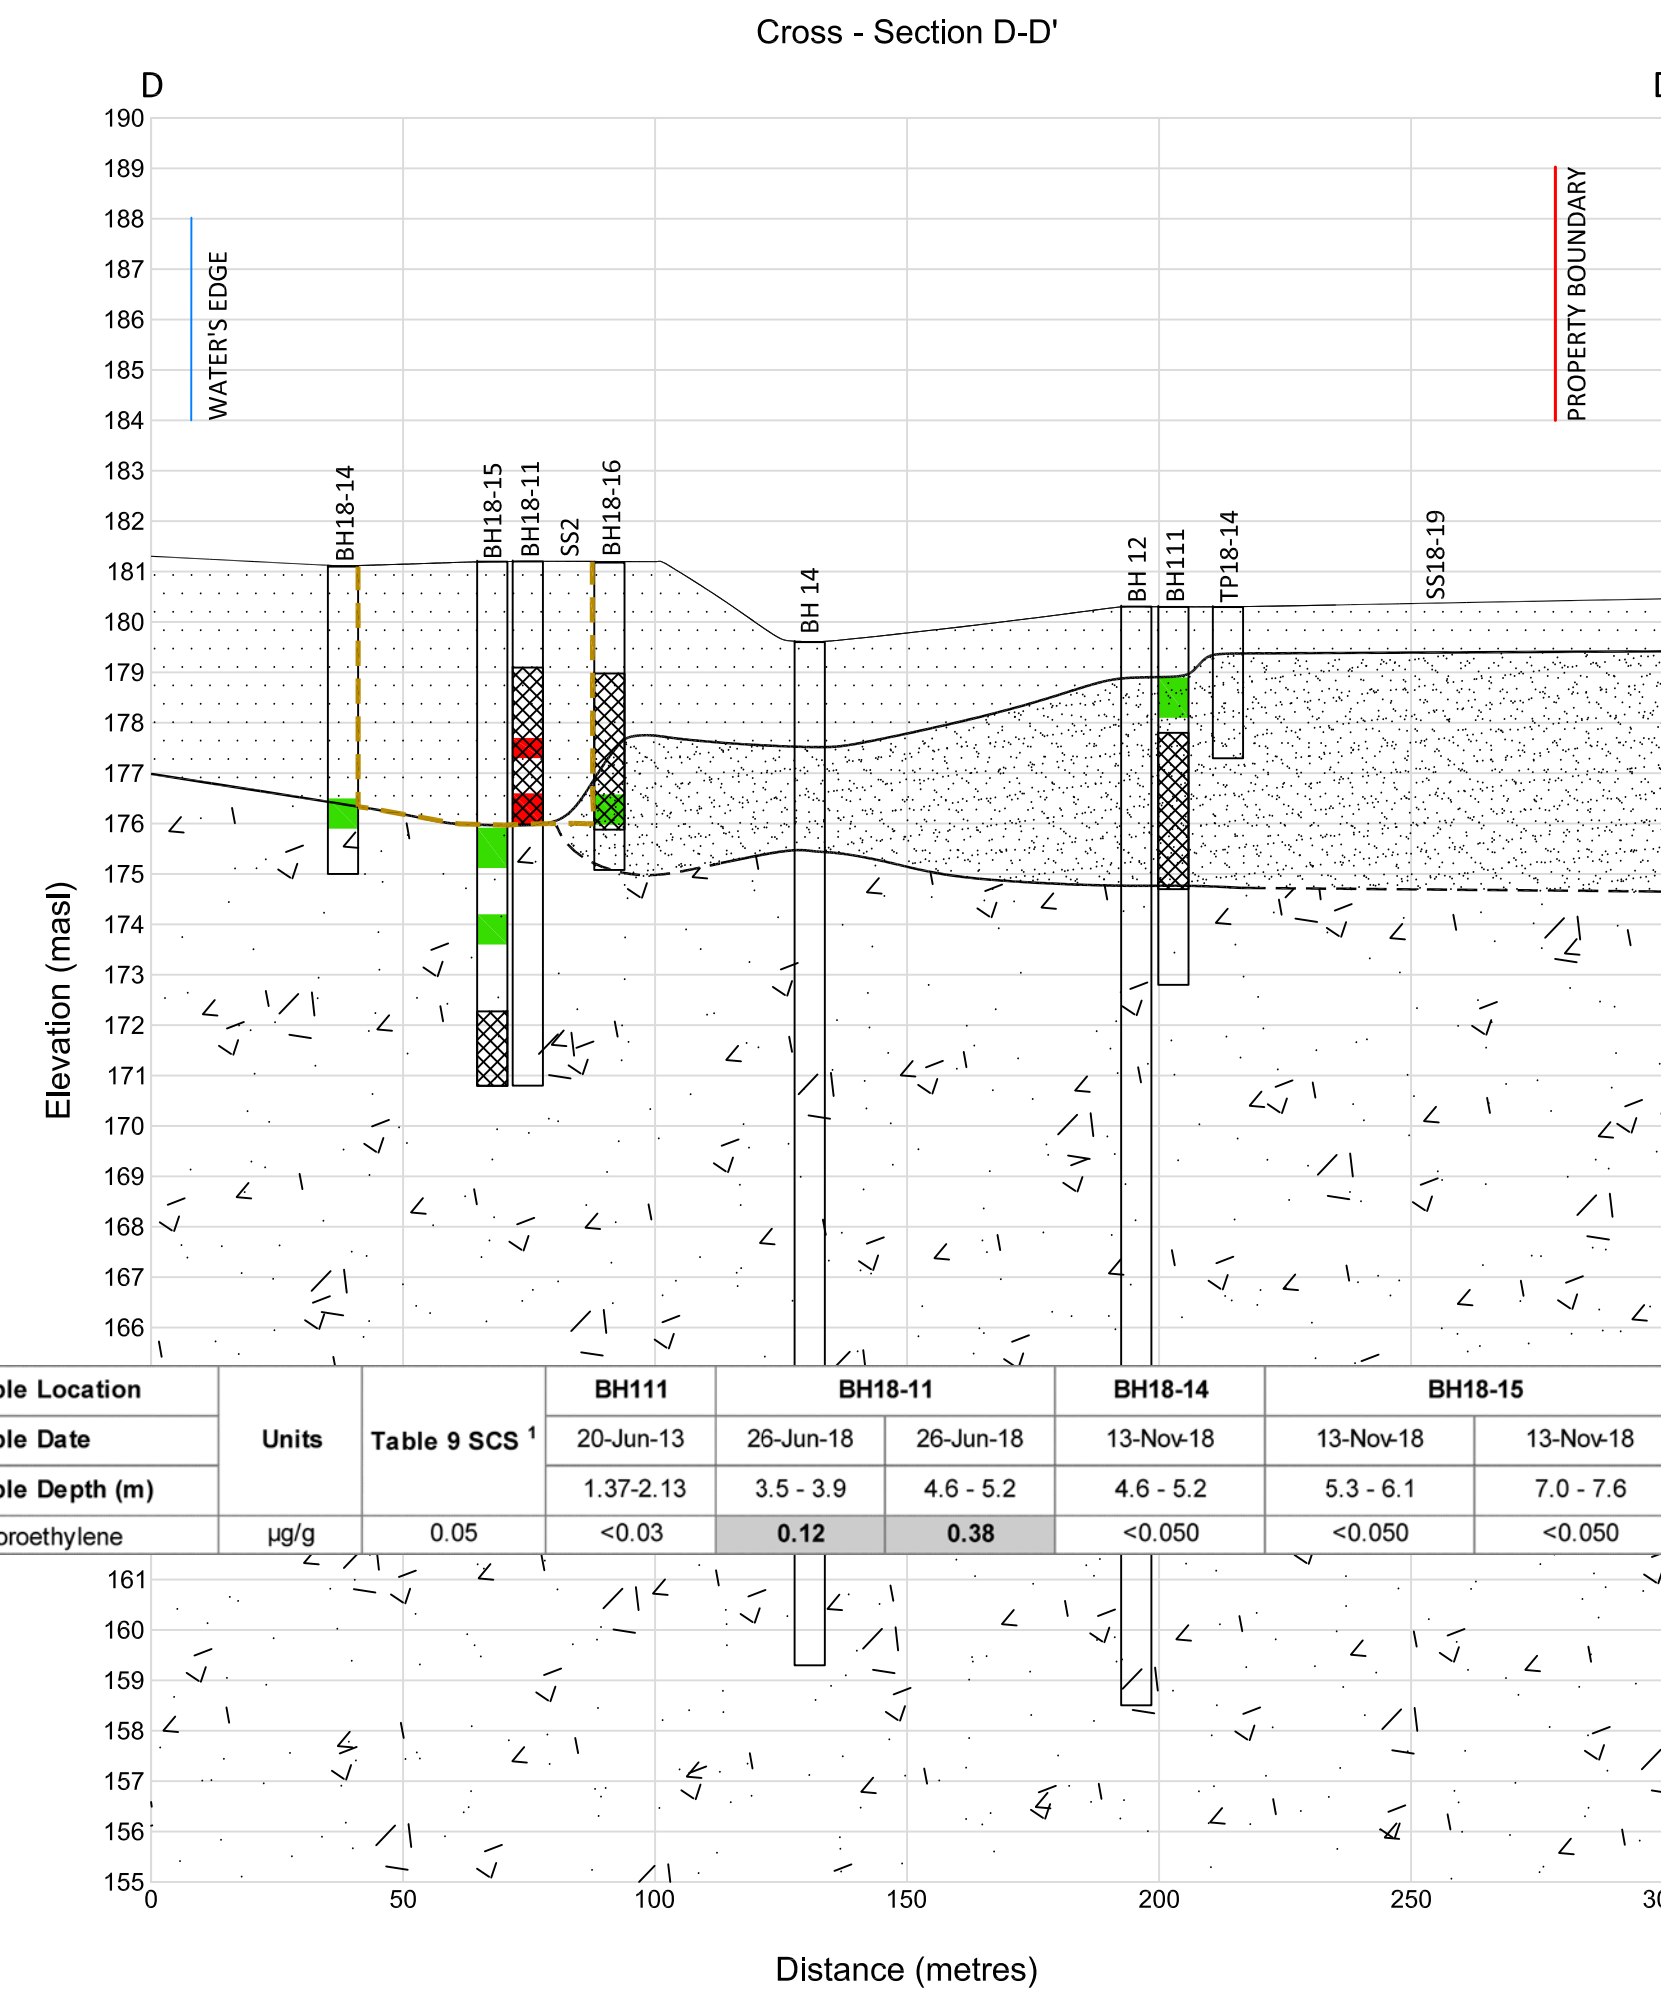 Cross - Section D-D'
D
190
189
188
187
186
185
184
183
182
181
180
179
178
177
176
175
174
173
172
171
170
169
168
167
166
161
160
159
158
157
156
155
Elevation (masl)
WATER'S EDGE
PROPERTY BOUNDARY
BH18-14
BH18-15
BH18-11
SS2
BH18-16
BH 14
BH 12
BH111
TP18-14
SS18-19
ple Location Units Table 9 SCS 1 BH111 BH18-11 BH18-14 BH18-15
ple Date 20-Jun-13 26-Jun-18 26-Jun-18 13-Nov-18 13-Nov-18 13-Nov-18
ple Depth (m) 1.37-2.13 3.5 - 3.9 4.6 - 5.2 4.6 - 5.2 5.3 - 6.1 7.0 - 7.6
oroethylene µg/g 0.05 <0.03 0.12 0.38 <0.050 <0.050 <0.050
0 50 100 150 200 250 30
Distance (metres)